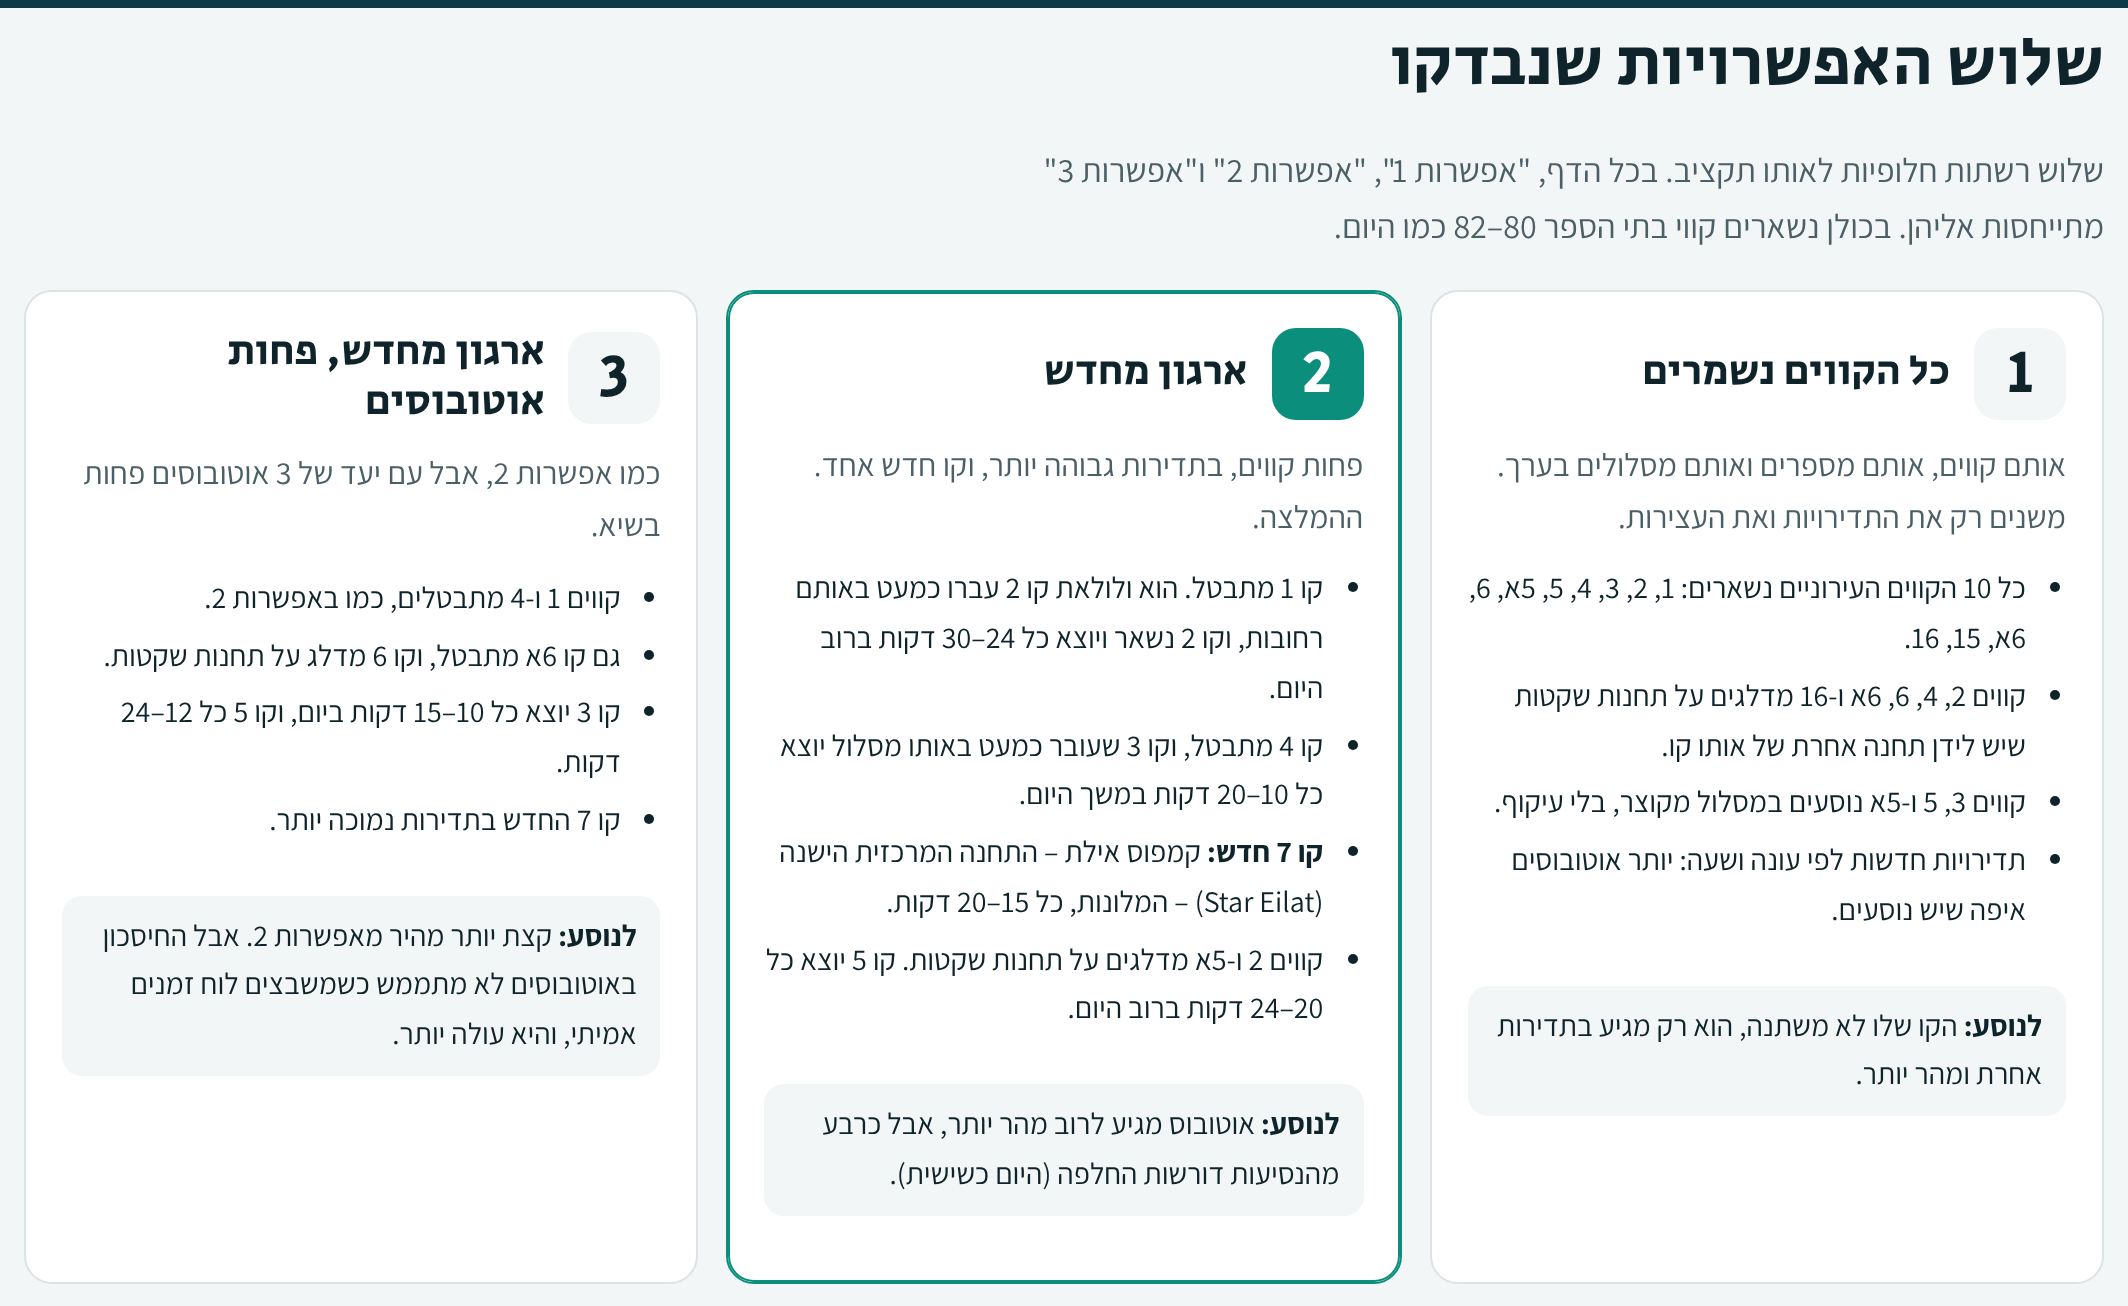 שלוש האפשרויות שנבדקו
שלוש רשתות חלופיות לאותו תקציב. בכל הדף, "אפשרות 1", "אפשרות 2" ו"אפשרות 3"
מתייחסות אליהן. בכולן נשארים קווי בתי הספר 80–82 כמו היום.
1
כל הקווים נשמרים
אותם קווים, אותם מספרים ואותם מסלולים בערך.
משנים רק את התדירויות ואת העצירות.
• כל 10 הקווים העירוניים נשארים: 1, 2, 3, 4, 5, 5א, 6,
6א, 15, 16.
• קווים 2, 4, 6, 6א ו-16 מדלגים על תחנות שקטות
שיש לידן תחנה אחרת של אותו קו.
• קווים 3, 5 ו-5א נוסעים במסלול מקוצר, בלי עיקוף.
• תדירויות חדשות לפי עונה ושעה: יותר אוטובוסים
איפה שיש נוסעים.
לנוסע: הקו שלו לא משתנה, הוא רק מגיע בתדירות
אחרת ומהר יותר.
2
ארגון מחדש
פחות קווים, בתדירות גבוהה יותר, וקו חדש אחד.
ההמלצה.
• קו 1 מתבטל. הוא ולולאת קו 2 עברו כמעט באותם
רחובות, וקו 2 נשאר ויוצא כל 24–30 דקות ברוב
היום.
• קו 4 מתבטל, וקו 3 שעובר כמעט באותו מסלול יוצא
כל 10–20 דקות במשך היום.
• קו 7 חדש: קמפוס אילת – התחנה המרכזית הישנה
(Star Eilat) – המלונות, כל 15–20 דקות.
• קווים 2 ו-5א מדלגים על תחנות שקטות. קו 5 יוצא כל
20–24 דקות ברוב היום.
לנוסע: אוטובוס מגיע לרוב מהר יותר, אבל כרבע
מהנסיעות דורשות החלפה (היום כשישית).
3
ארגון מחדש, פחות
אוטובוסים
כמו אפשרות 2, אבל עם יעד של 3 אוטובוסים פחות
בשיא.
• קווים 1 ו-4 מתבטלים, כמו באפשרות 2.
• גם קו 6א מתבטל, וקו 6 מדלג על תחנות שקטות.
• קו 3 יוצא כל 10–15 דקות ביום, וקו 5 כל 12–24
דקות.
• קו 7 החדש בתדירות נמוכה יותר.
לנוסע: קצת יותר מהיר מאפשרות 2. אבל החיסכון
באוטובוסים לא מתממש כשמשבצים לוח זמנים
אמיתי, והיא עולה יותר.